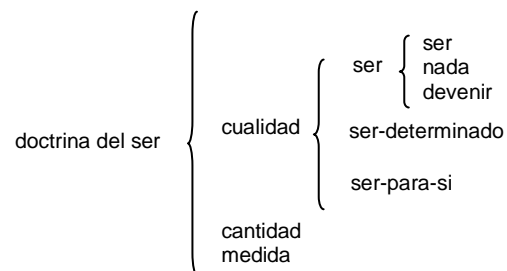 doctrina del ser
cualidad
ser
ser
nada
devenir
ser-determinado
ser-para-si
cantidad
medida